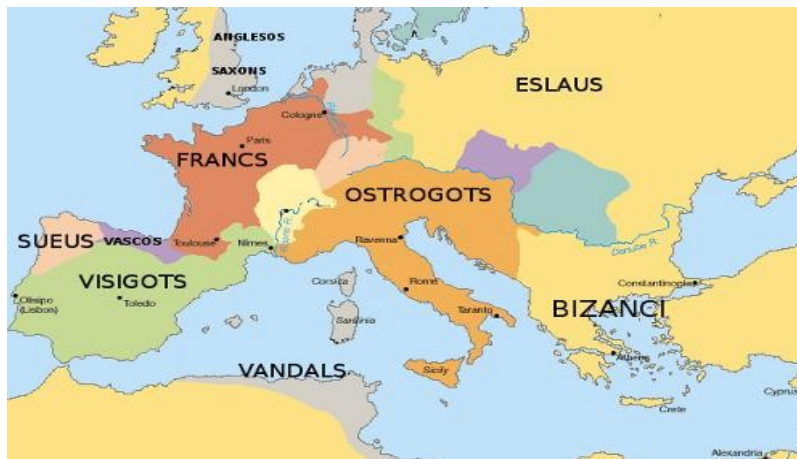 ANGLESOS
SAXONS
London
ESLAUS
Cologne
Paris
FRANCS
OSTROGOTS
SUEUS
VASCOS
Toulouse
Nîmes
Ravenna
Danube R.
VISIGOTS
Corsica
Rome
Constantinople
Olisipo
(Lisbon)
Toledo
Sardinia
Taranto
BIZANCI
Athens
VANDALS
Sicily
Cyprus
Crete
Alexandria